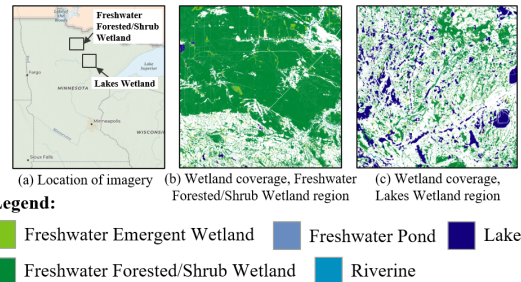 Freshwater
Forested/Shrub
Wetland
Lake
Superior
Fargo
Lakes Wetland
MINNESOTA
Minneapolis
WISCONSI
Sioux Falls
(a) Location of imagery
(b) Wetland coverage, Freshwater
Forested/Shrub Wetland region
(c) Wetland coverage,
Lakes Wetland region
Legend:
Freshwater Emergent Wetland
Freshwater Pond
Lake
Freshwater Forested/Shrub Wetland
Riverine